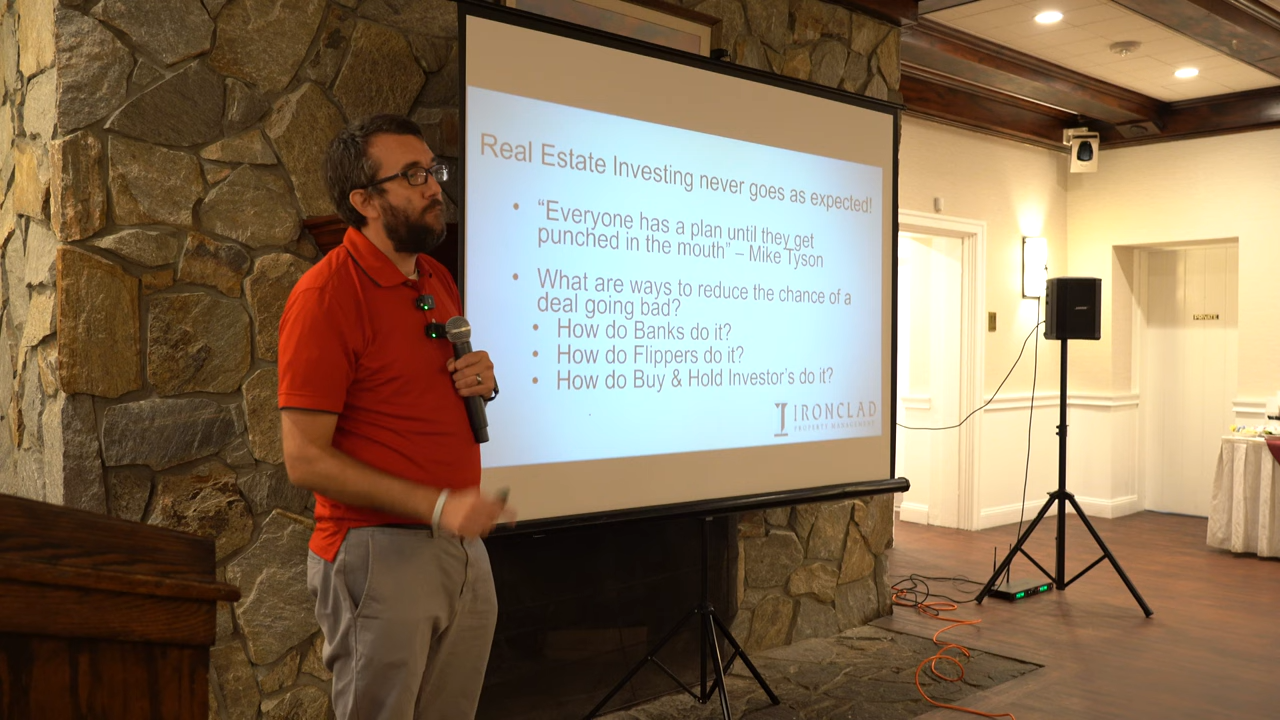 Real Estate Investing never goes as expected!
• “Everyone has a plan until they get
punched in the mouth” – Mike Tyson
• What are ways to reduce the chance of a
deal going bad?
• How do Banks do it?
• How do Flippers do it?
• How do Buy & Hold Investor’s do it?
IRONCLAD
PROPERTY MANAGEMENT
PRIVATE